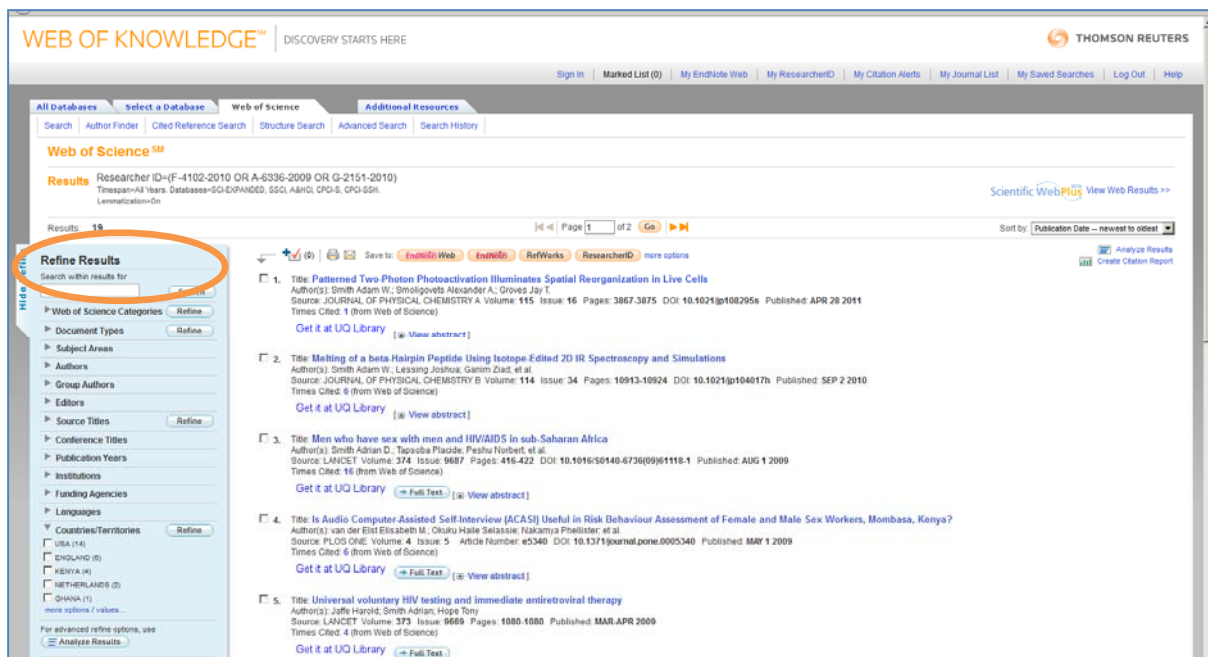 WEB OF KNOWLEDGE℠ DISCOVERY STARTS HERE
THOMSON REUTERS
Sign In | Marked List (0) | My EndNote Web | My ResearcherID | My Citation Alerts | My Journal List | My Saved Searches | Log Out | Help
All Databases Select a Database Web of Science Additional Resources
Search | Author Finder | Cited Reference Search | Structure Search | Advanced Search | Search History
Web of Science ℠
Results Researcher ID=(F-4102-2010 OR A-6336-2009 OR G-2151-2010)
Timespan=All Years. Databases=SCI-EXPANDED, SSCI, A&HCI, CPCI-S, CPCI-SSH.
Lemmatization=On
Scientific WebPlus View Web Results >>
Results: 19 Page 1 of 2 Go Sort by: Publication Date -- newest to oldest
Hide Refine
Refine Results
Search within results for
Search
Web of Science Categories Refine
Document Types Refine
Subject Areas
Authors
Group Authors
Editors
Source Titles Refine
Conference Titles
Publication Years
Institutions
Funding Agencies
Languages
Countries/Territories Refine
USA (14)
ENGLAND (6)
KENYA (4)
NETHERLANDS (2)
GHANA (1)
more options / values...
For advanced refine options, use
Analyze Results
(0) | Save to: EndNote Web EndNote RefWorks ResearcherID more options
Analyze Results
Create Citation Report
1. Title: Patterned Two-Photon Photoactivation Illuminates Spatial Reorganization in Live Cells
Author(s): Smith Adam W.; Smoligovets Alexander A.; Groves Jay T.
Source: JOURNAL OF PHYSICAL CHEMISTRY A Volume: 115 Issue: 16 Pages: 3867-3875 DOI: 10.1021/jp108295s Published: APR 28 2011
Times Cited: 1 (from Web of Science)
Get it at UQ Library [ View abstract ]
2. Title: Melting of a beta-Hairpin Peptide Using Isotope-Edited 2D IR Spectroscopy and Simulations
Author(s): Smith Adam W.; Lessing Joshua; Ganim Ziad; et al.
Source: JOURNAL OF PHYSICAL CHEMISTRY B Volume: 114 Issue: 34 Pages: 10913-10924 DOI: 10.1021/jp104017h Published: SEP 2 2010
Times Cited: 6 (from Web of Science)
Get it at UQ Library [ View abstract ]
3. Title: Men who have sex with men and HIV/AIDS in sub-Saharan Africa
Author(s): Smith Adrian D.; Tapsoba Placide; Peshu Norbert; et al.
Source: LANCET Volume: 374 Issue: 9687 Pages: 416-422 DOI: 10.1016/S0140-6736(09)61118-1 Published: AUG 1 2009
Times Cited: 16 (from Web of Science)
Get it at UQ Library Full Text [ View abstract ]
4. Title: Is Audio Computer-Assisted Self-Interview (ACASI) Useful in Risk Behaviour Assessment of Female and Male Sex Workers, Mombasa, Kenya?
Author(s): van der Elst Elisabeth M.; Okuku Haile Selassie; Nakamya Phellister; et al.
Source: PLOS ONE Volume: 4 Issue: 5 Article Number: e5340 DOI: 10.1371/journal.pone.0005340 Published: MAY 1 2009
Times Cited: 6 (from Web of Science)
Get it at UQ Library Full Text [ View abstract ]
5. Title: Universal voluntary HIV testing and immediate antiretroviral therapy
Author(s): Jaffe Harold; Smith Adrian; Hope Tony
Source: LANCET Volume: 373 Issue: 9669 Pages: 1080-1080 Published: MAR-APR 2009
Times Cited: 4 (from Web of Science)
Get it at UQ Library Full Text